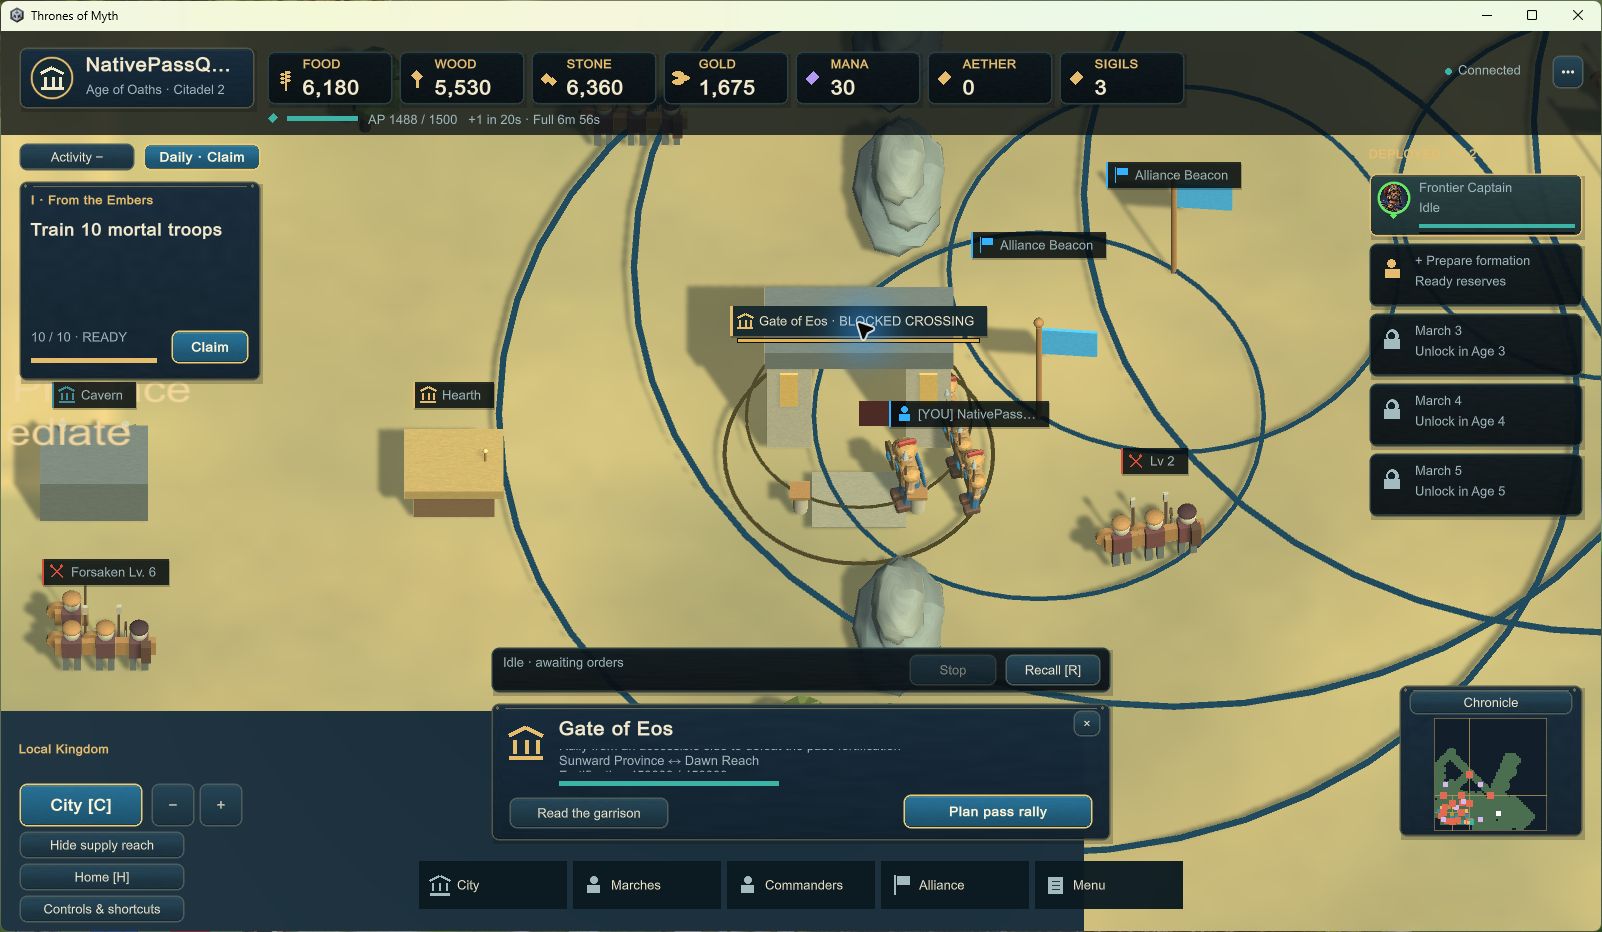 Thrones of Myth
NativePassQ...
Age of Oaths · Citadel 2
FOOD
6,180
WOOD
5,530
STONE
6,360
GOLD
1,675
MANA
30
AETHER
0
SIGILS
3
Connected
AP 1488 / 1500 +1 in 20s · Full 6m 56s
Activity –
Daily · Claim
I · From the Embers
Train 10 mortal troops
10 / 10 · READY
Claim
Alliance Beacon
Alliance Beacon
Gate of Eos · BLOCKED CROSSING
[YOU] NativePass...
Cavern
Hearth
Lv 2
Forsaken Lv. 6
Frontier Captain
Idle
+ Prepare formation
Ready reserves
March 3
Unlock in Age 3
March 4
Unlock in Age 4
March 5
Unlock in Age 5
Idle · awaiting orders
Stop
Recall [R]
Gate of Eos
Sunward Province ↔ Dawn Reach
Read the garrison
Plan pass rally
Chronicle
Local Kingdom
City [C]
−
+
Hide supply reach
Home [H]
Controls & shortcuts
City
Marches
Commanders
Alliance
Menu